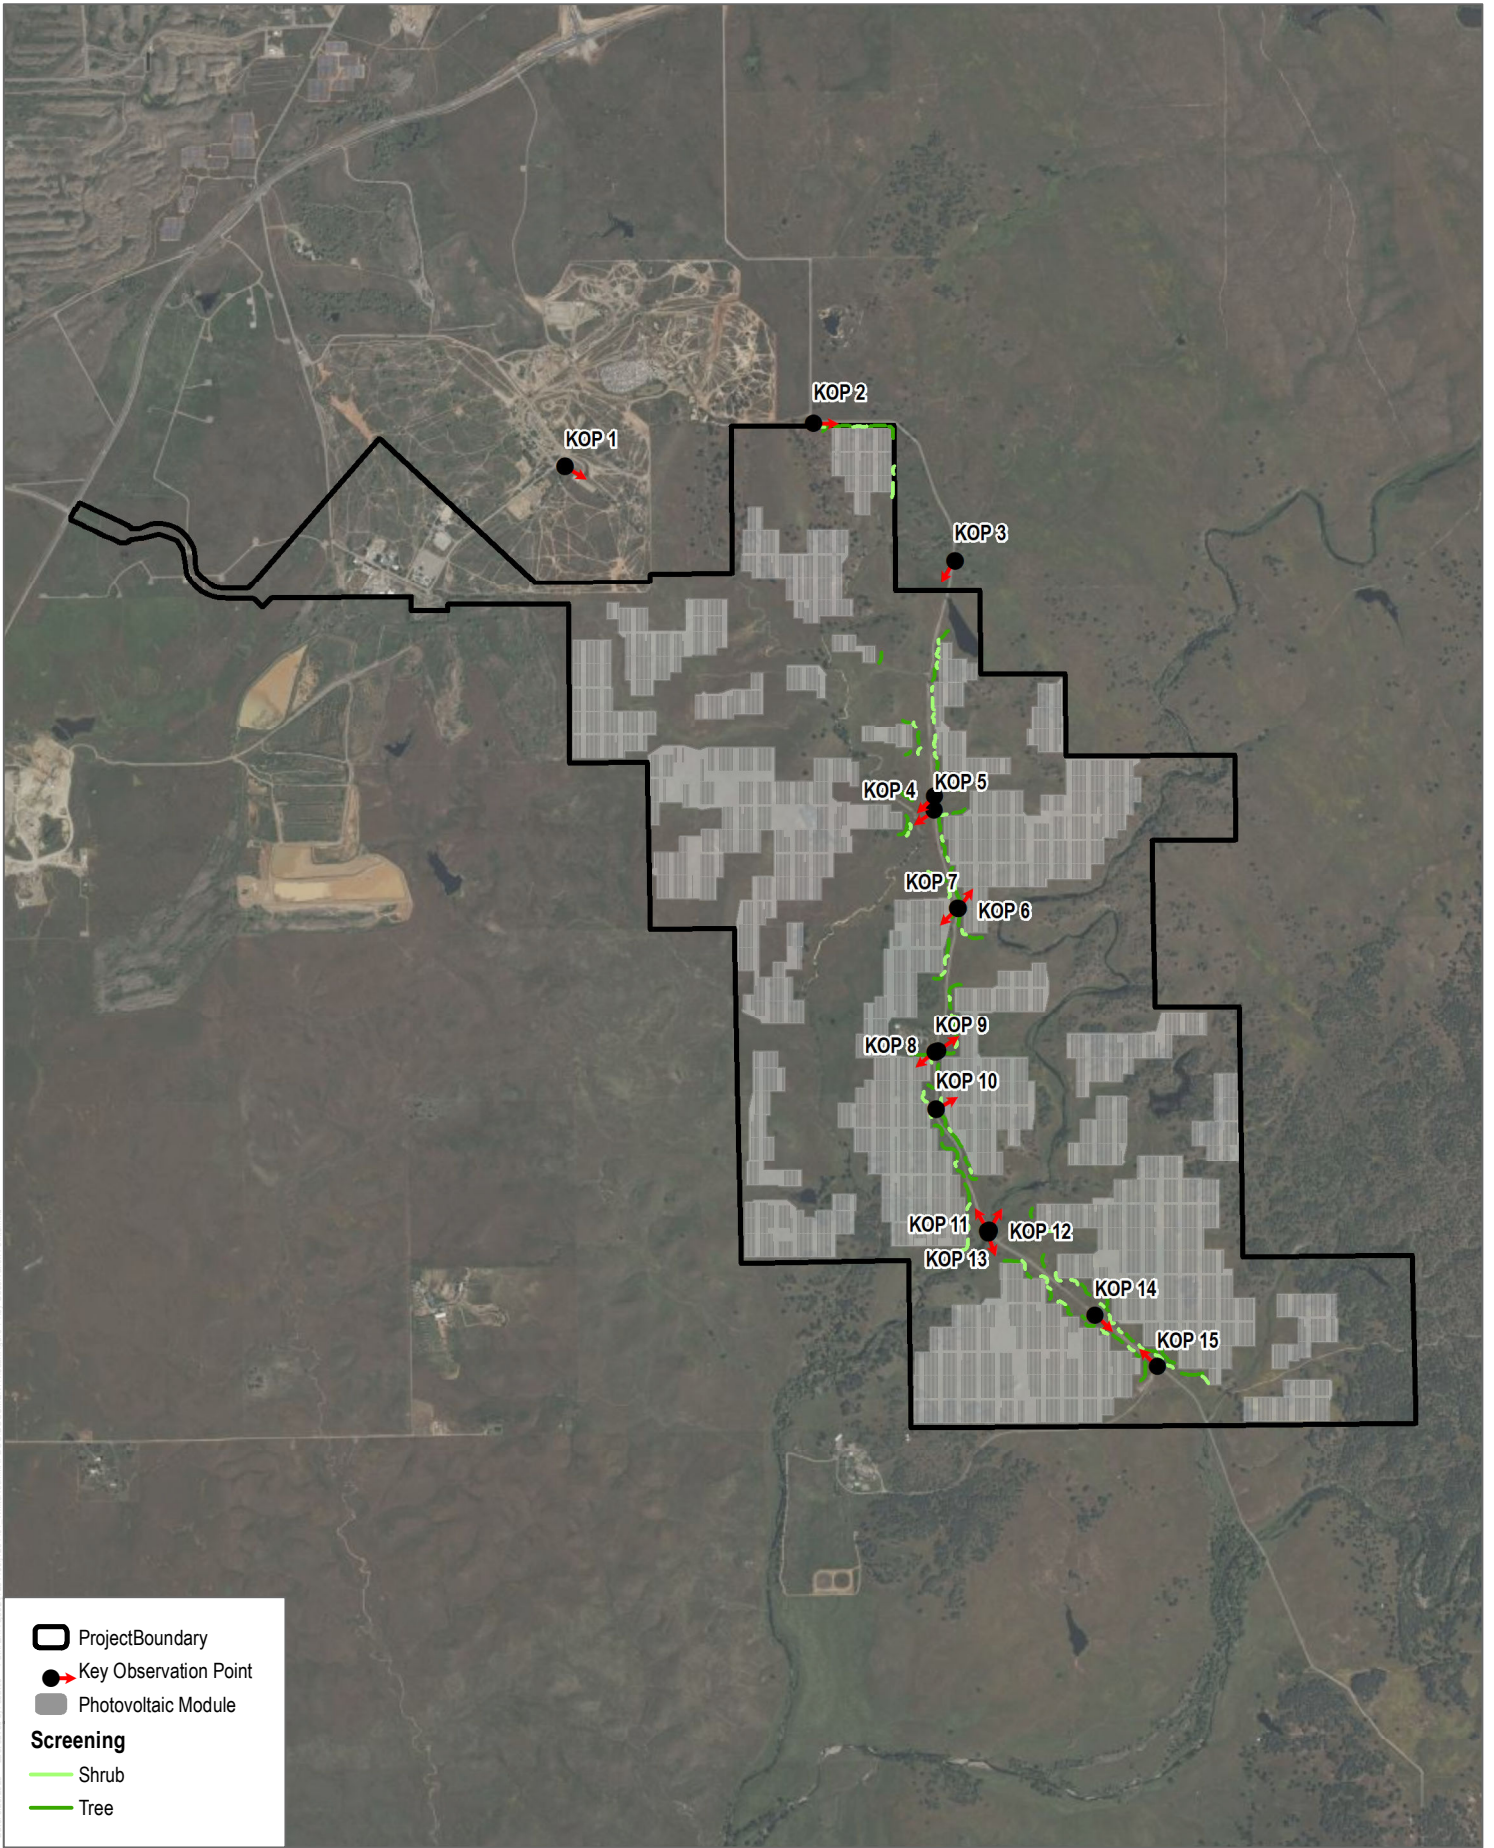 KOP 2
KOP 1
KOP 3
KOP 5
KOP 4
KOP 7
KOP 6
KOP 9
KOP 8
KOP 10
KOP 11
KOP 12
KOP 13
KOP 14
KOP 15
ProjectBoundary
Key Observation Point
Photovoltaic Module
Screening
Shrub
Tree